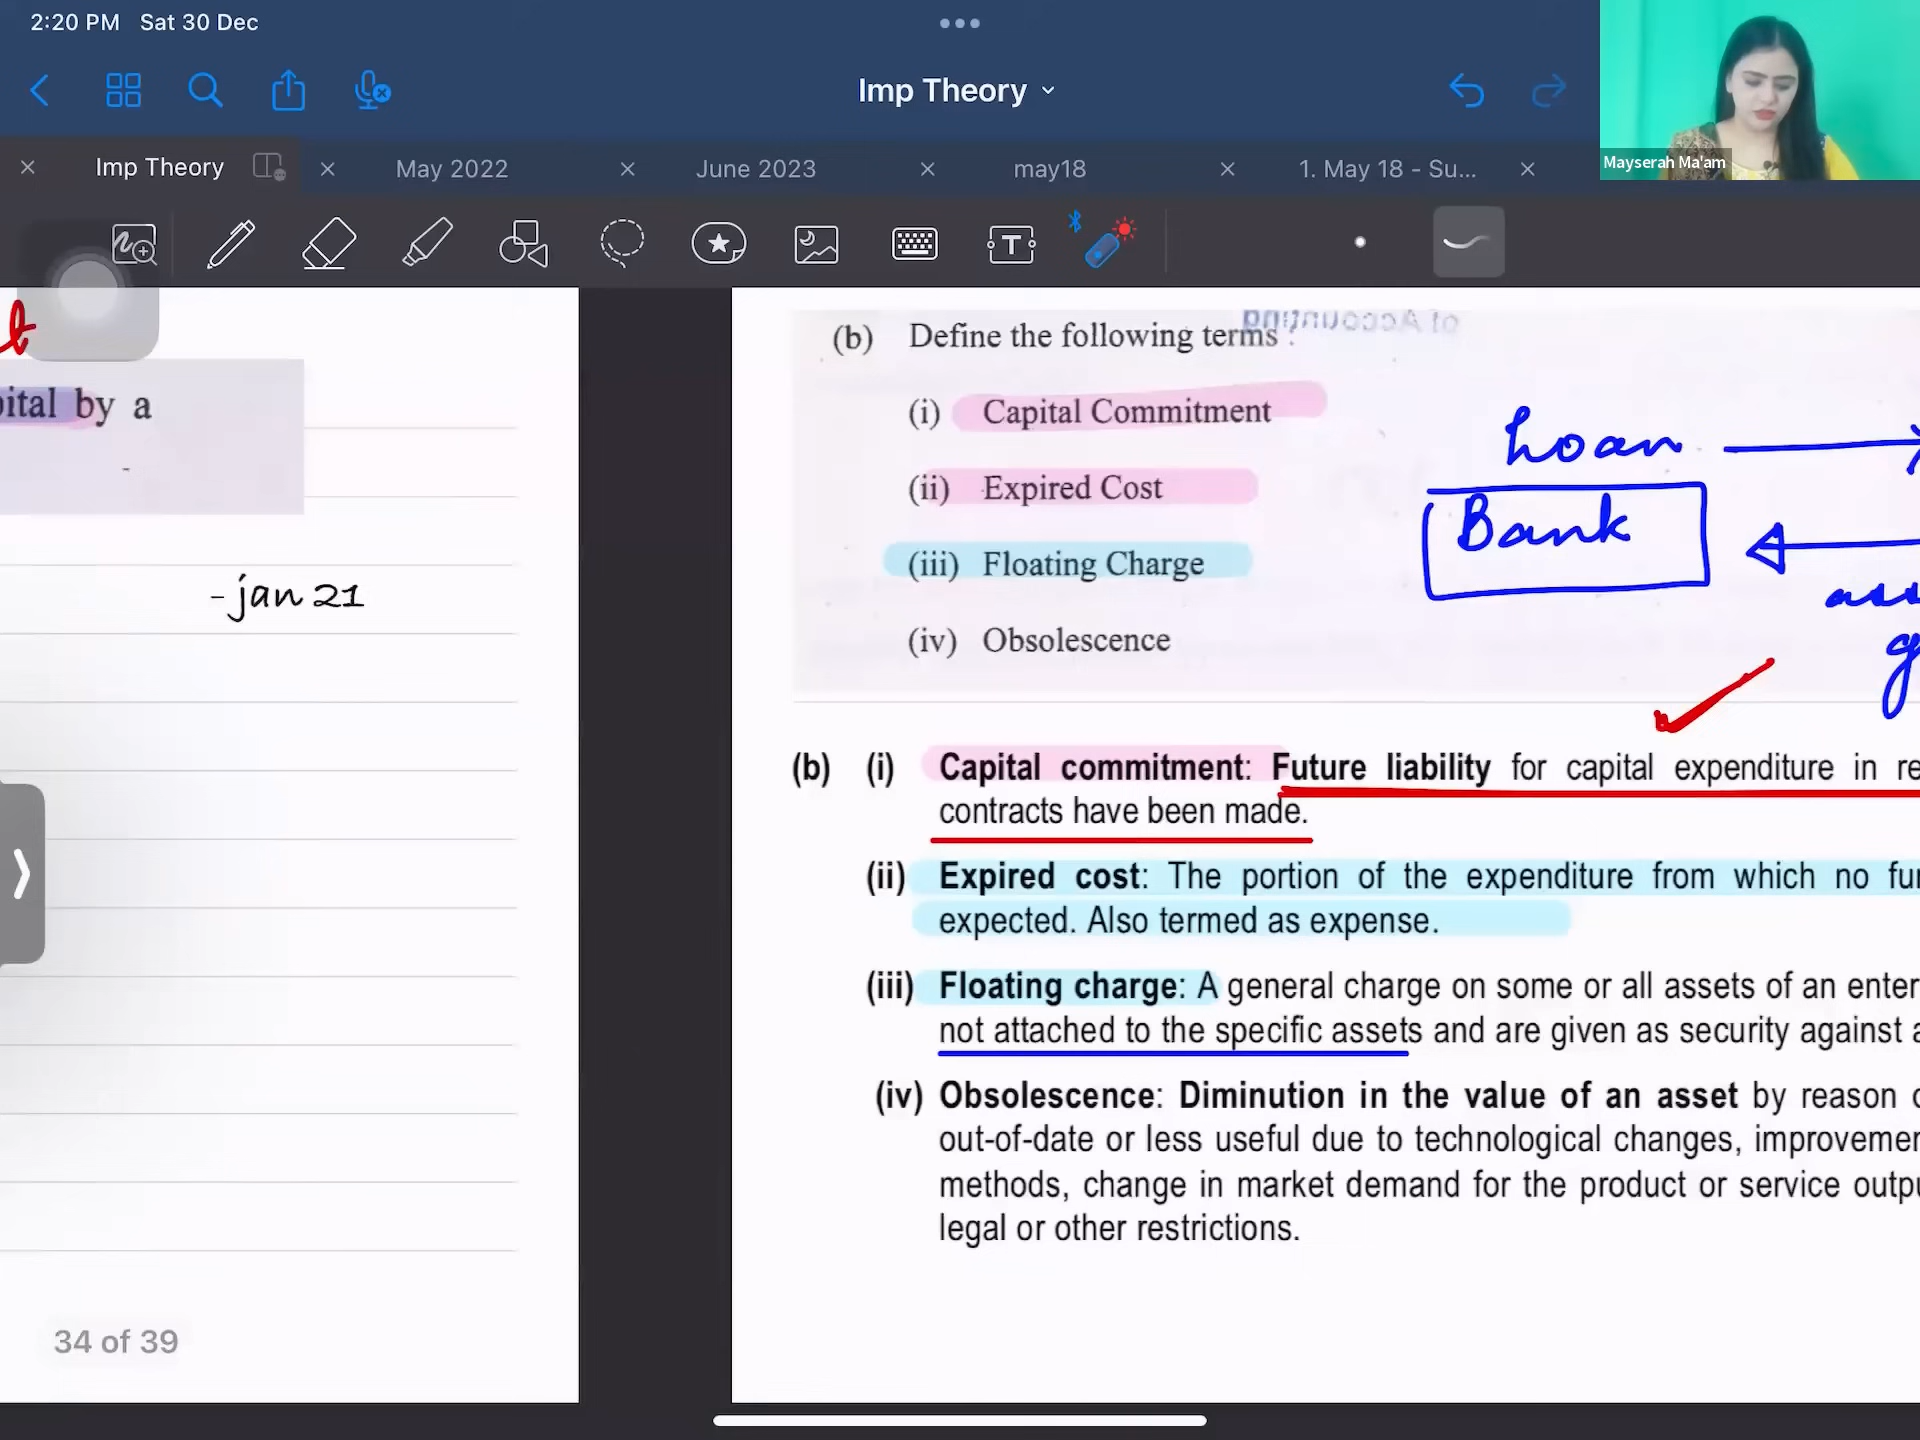 2:20 PM Sat 30 Dec
Imp Theory
Imp Theory
May 2022
June 2023
may18
1. May 18 - Su...
Mayserah Ma'am
T
by a
- jan 21
34 of 39
of Accounting
(b) Define the following terms :
(i) Capital Commitment
(ii) Expired Cost
(iii) Floating Charge
(iv) Obsolescence
Loan
Bank
(b) (i) Capital commitment: Future liability for capital expenditure in
contracts have been made.
(ii) Expired cost: The portion of the expenditure from which no
expected. Also termed as expense.
(iii) Floating charge: A general charge on some or all assets of an
not attached to the specific assets and are given as security against
(iv) Obsolescence: Diminution in the value of an asset by reason
out-of-date or less useful due to technological changes,
methods, change in market demand for the product or service
legal or other restrictions.